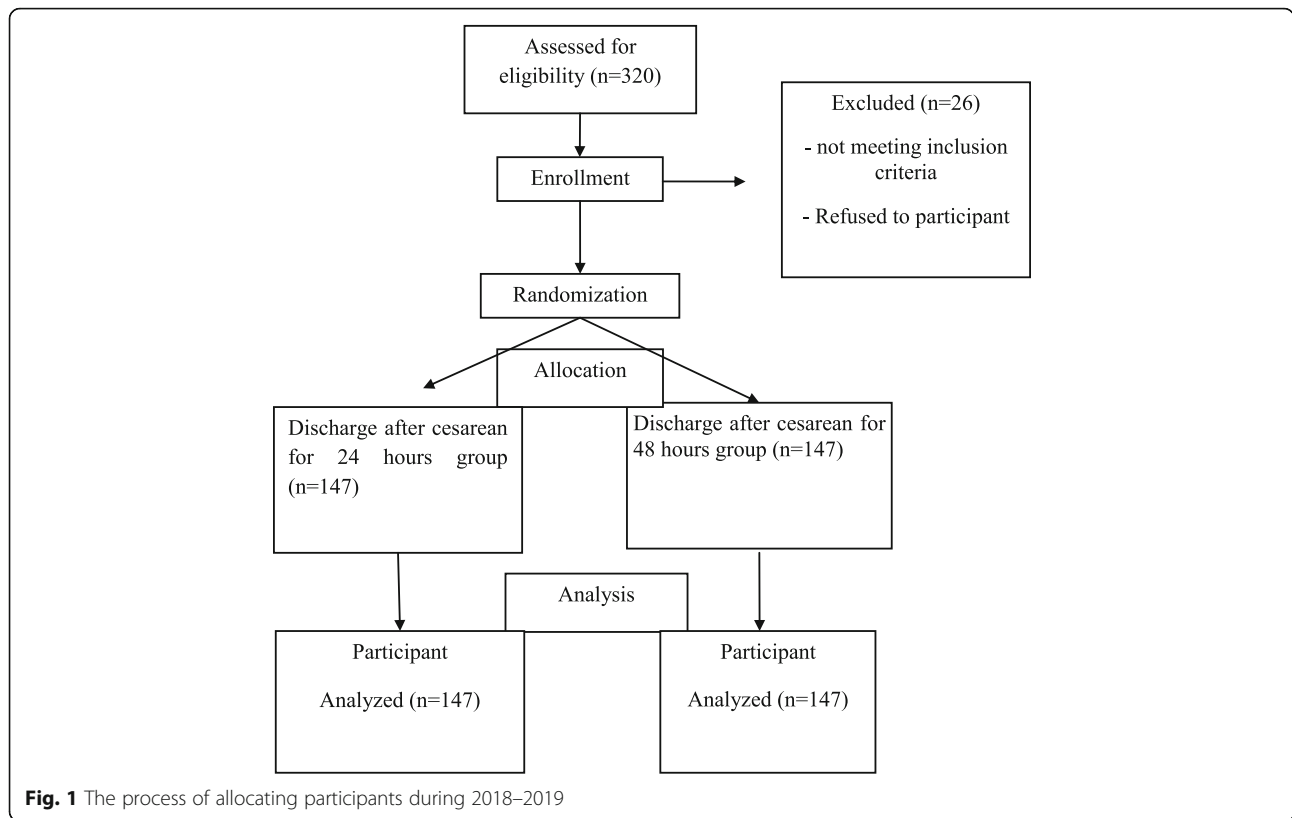 Assessed for
eligibility (n=320)
Excluded (n=26)
- not meeting inclusion
criteria
- Refused to participant
Enrollment
Randomization
Allocation
Discharge after cesarean
for 24 hours group
(n=147)
Discharge after cesarean for
48 hours group (n=147)
Analysis
Participant
Analyzed (n=147)
Participant
Analyzed (n=147)
Fig. 1 The process of allocating participants during 2018–2019